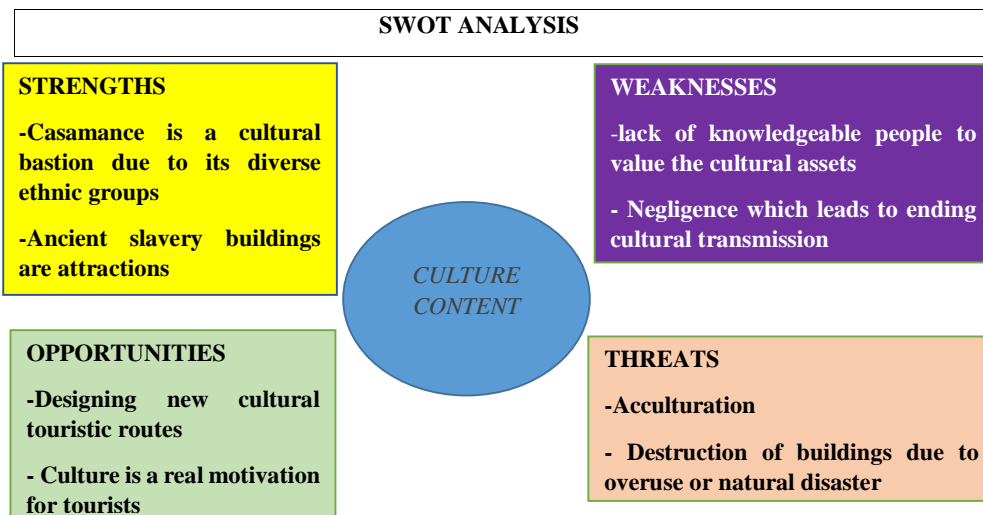 SWOT ANALYSIS
STRENGTHS
-Casamance is a cultural
bastion due to its diverse
ethnic groups
-Ancient slavery buildings
are attractions
WEAKNESSES
-lack of knowledgeable people to
value the cultural assets
- Negligence which leads to ending
cultural transmission
CULTURE
CONTENT
OPPORTUNITIES
-Designing new cultural
touristic routes
- Culture is a real motivation
for tourists
THREATS
-Acculturation
- Destruction of buildings due to
overuse or natural disaster